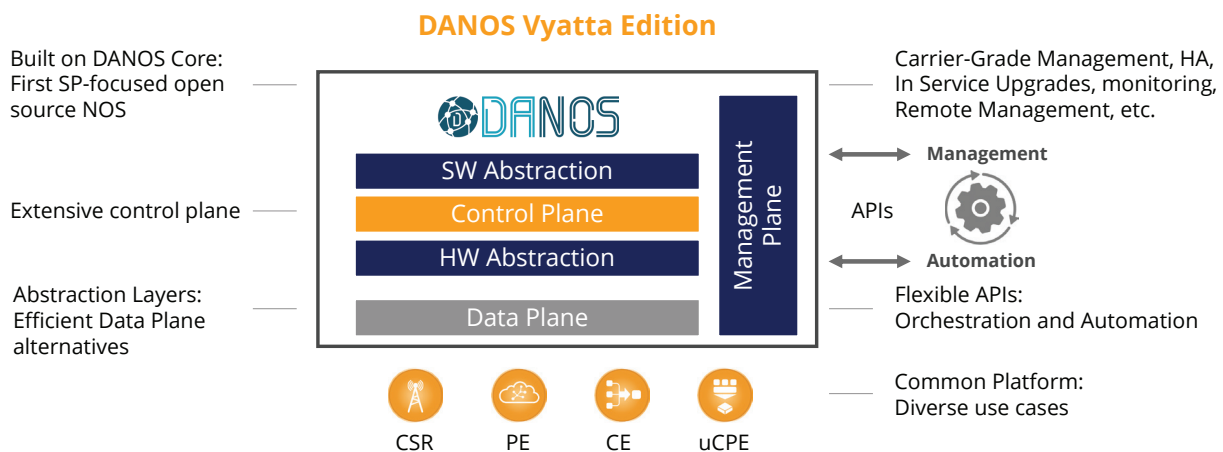 DANOS Vyatta Edition
Built on DANOS Core:
First SP-focused open
source NOS
Extensive control plane
Abstraction Layers:
Efficient Data Plane
alternatives
DANOS
SW Abstraction
Control Plane
HW Abstraction
Data Plane
Management
Plane
CSR
PE
CE
uCPE
Carrier-Grade Management, HA,
In Service Upgrades, monitoring,
Remote Management, etc.
Management
APIs
Automation
Flexible APIs:
Orchestration and Automation
Common Platform:
Diverse use cases